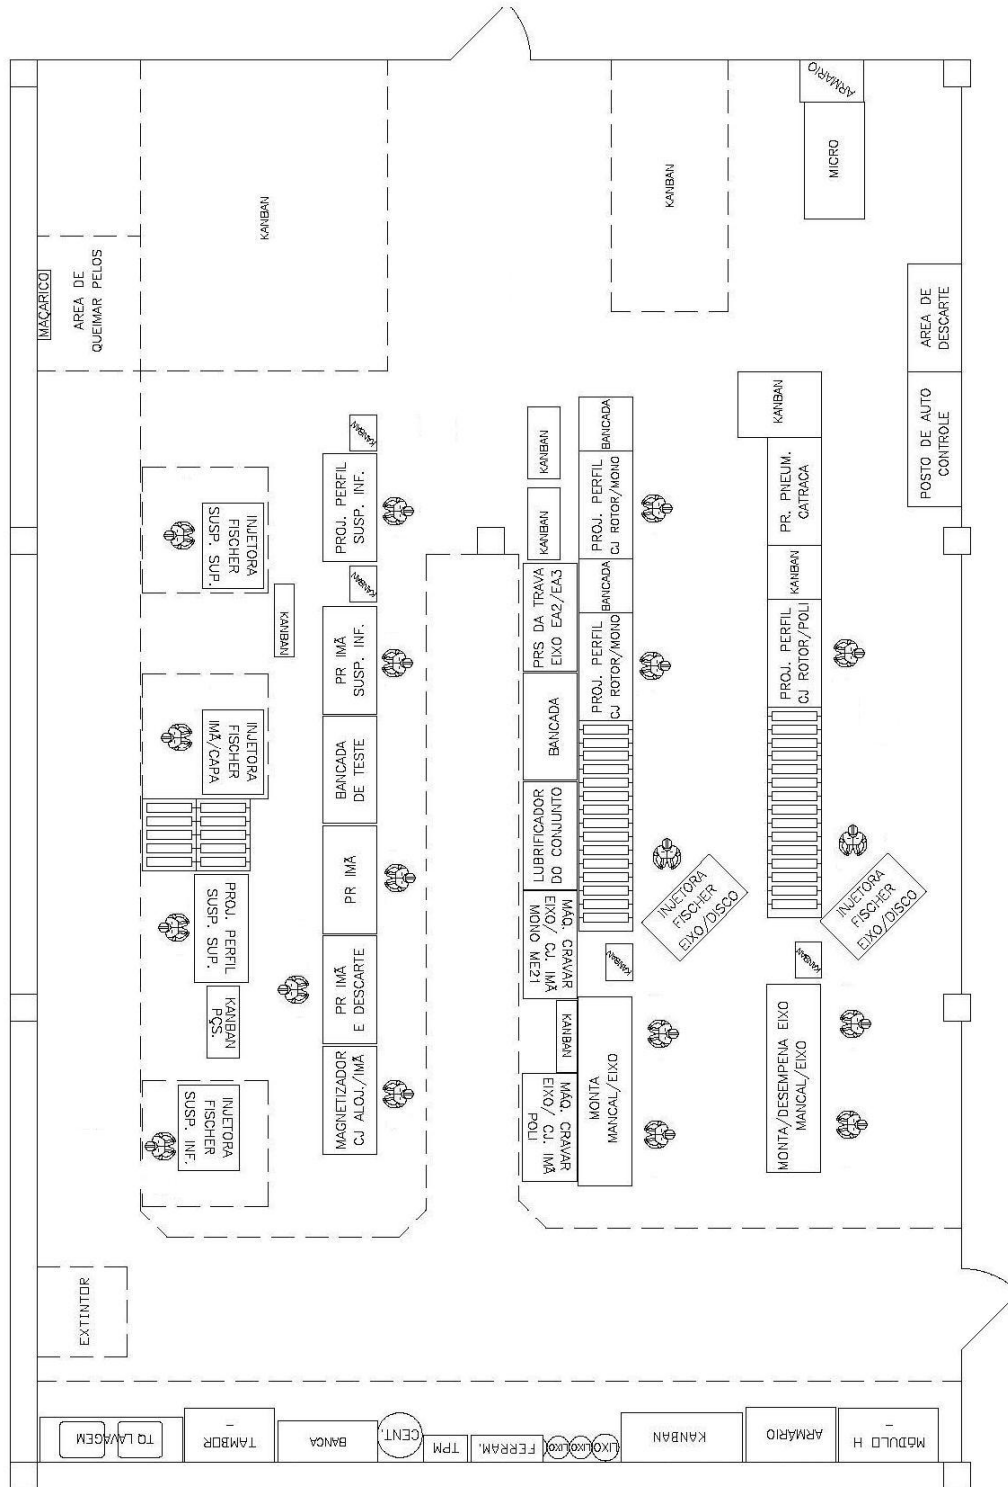 ARMÁRIO
MICRO
KANBAN
KANBAN
MAÇARICO
AREA DE
QUEIMAR PELOS
AREA DE
DESCARTE
POSTO DE AUTO
CONTROLE
KANBAN
PR. PNEUM.
CATRACA
KANBAN
PROJ. PERFIL
CJ ROTOR/POLI
INJETORA
FISCHER
EIXO/DISCO
KANBAN
MONTA/DESEMPENA EIXO
MANCAL/EIXO
BANCADA
PROJ. PERFIL
CJ ROTOR/MONO
BANCADA
PROJ. PERFIL
CJ ROTOR/MONO
INJETORA
FISCHER
EIXO/DISCO
KANBAN
MONTA
MANCAL/EIXO
KANBAN
KANBAN
PRS DA TRAVA
EIXO EA2/EA3
BANCADA
LUBRIFICADOR
DO CONJUNTO
MÁQ. CRAVAR
EIXO/ CJ. IMÃ
MONO ME21
KANBAN
MÁQ. CRAVAR
EIXO/ CJ. IMÃ
POLI
KANBAN
PROJ. PERFIL
SUSP. INF.
KANBAN
PR IMÃ
SUSP. INF.
BANCADA
DE TESTE
PR IMÃ
PR IMÃ
E DESCARTE
MAGNETIZADOR
CJ ALOJ./IMÃ
INJETORA
FISCHER
SUSP. SUP.
KANBAN
INJETORA
FISCHER
IMÃ/CAPA
PROJ. PERFIL
SUSP. SUP.
KANBAN
PÇS.
INJETORA
FISCHER
SUSP. INF.
EXTINTOR
TQ LAVAGEM
TAMBOR
-
BANCA
CENT.
TPM
FERRAM.
LIXO
LIXO
LIXO
KANBAN
ARMÁRIO
MÓDULO H
-